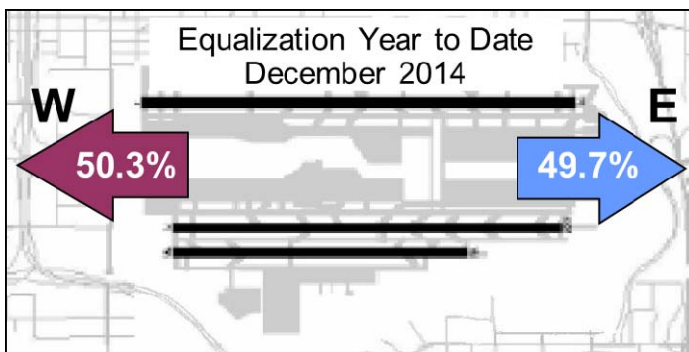 Equalization Year to Date
December 2014
W
E
50.3%
49.7%